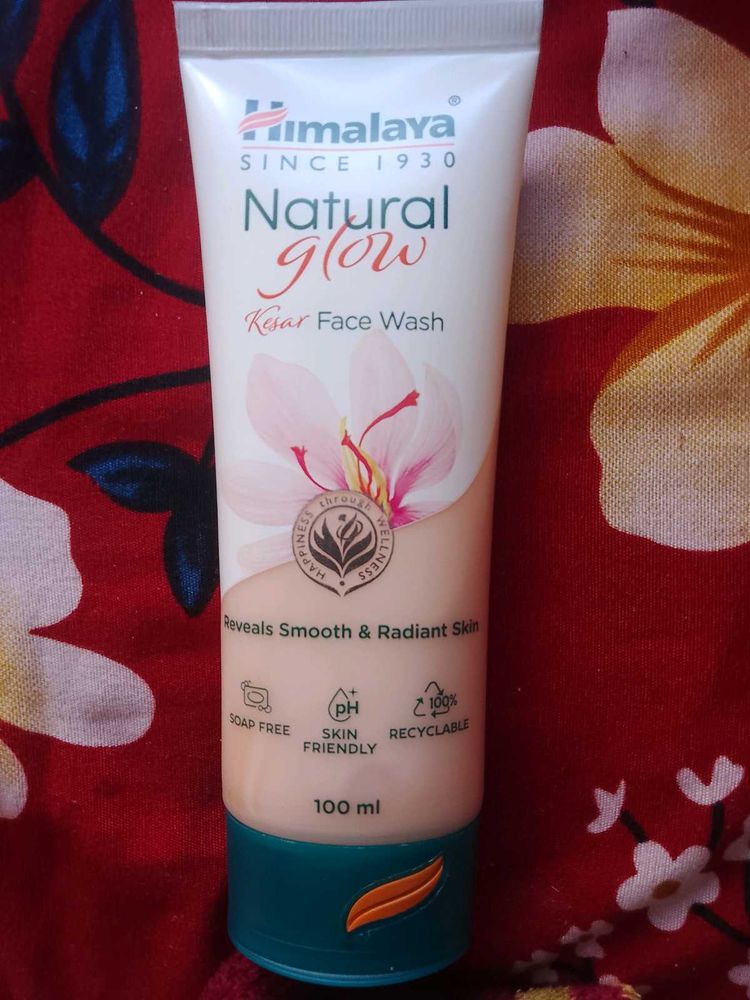 Himalaya®
SINCE 1930
Natural
glow
Kesar Face Wash
HAPPINESS through WELLNESS
Reveals Smooth & Radiant Skin
SOAP FREE
pH
SKIN
FRIENDLY
100%
RECYCLABLE
100 ml